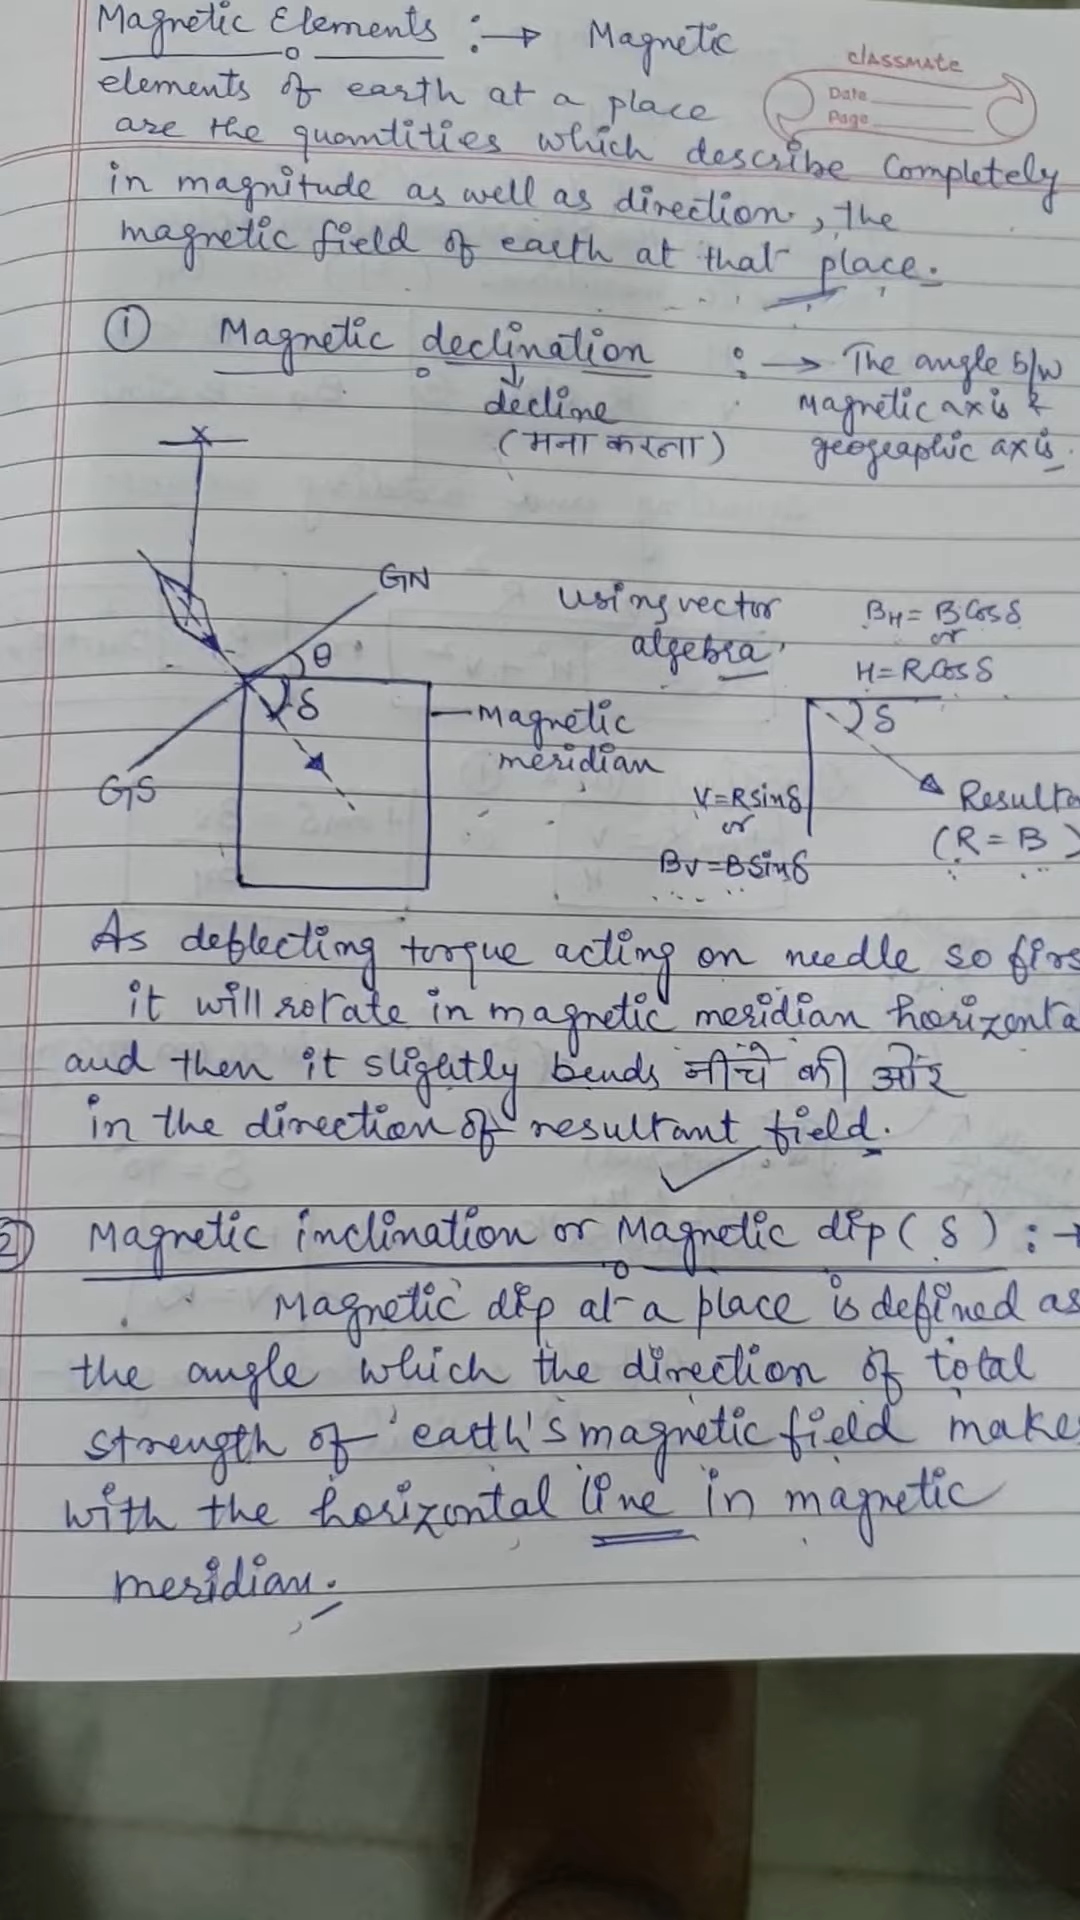 Magnetic Elements :→ Magnetic
classmate
Date
Page
elements of earth at a place
are the quantities which describe completely
in magnitude as well as direction, the
magnetic field of earth at that place.
① Magnetic declination :→ The angle b/w
decline magnetic axis &
(मना करना) geographic axis.
GN
θ
δ
GS
Magnetic
meridian
Using vector
algebra
BH = B Cos δ
or
H = R Cos δ
δ
V = R sin δ
or
BV = B Sin δ
(R = B)
As deflecting torque acting on needle so
it will rotate in magnetic meridian
and then it slightly bends नीचे की ओर
in the direction of resultant field.
2) Magnetic inclination or Magnetic dip (δ) :→
Magnetic dip at a place is defined as
the angle which the direction of total
strength of earth's magnetic field make
with the horizontal line in magnetic
meridian.